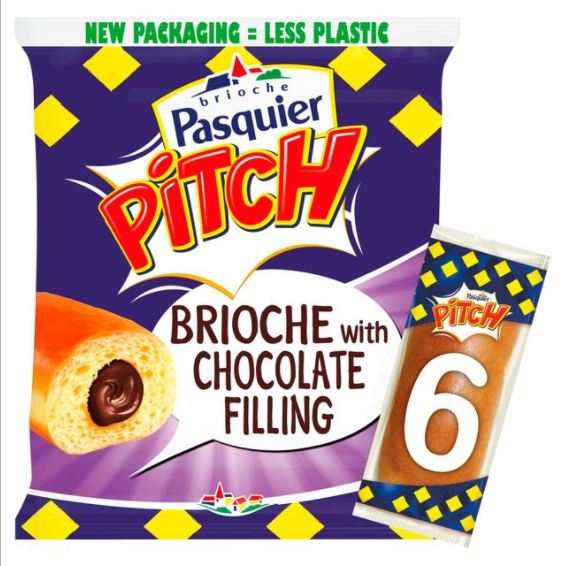 NEW PACKAGING = LESS PLASTIC
brioche
Pasquier
PITCH
BRIOCHE with
CHOCOLATE
FILLING
Pasquier
PITCH
6